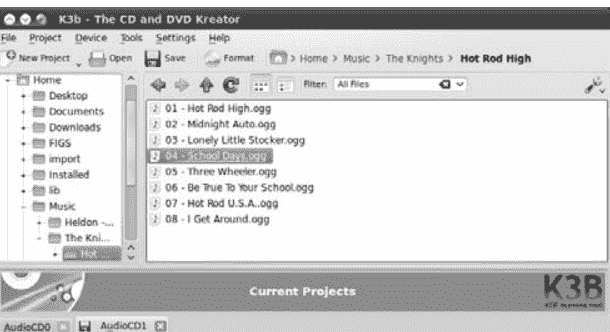 K3b - The CD and DVD Kreator
File Project Device Tools Settings Help
New Project Open Save Format > Home > Music > The Knights > Hot Rod High
Home
Desktop
Documents
Downloads
FIGS
import
Installed
lib
Music
Heldon -...
The Kni...
Hot
Filter: All Files
01 - Hot Rod High.ogg
02 - Midnight Auto.ogg
03 - Lonely Little Stocker.ogg
04 - School Days.ogg
05 - Three Wheeler.ogg
06 - Be True To Your School.ogg
07 - Hot Rod U.S.A..ogg
08 - I Get Around.ogg
Current Projects
K3B
AudioCD0 AudioCD1